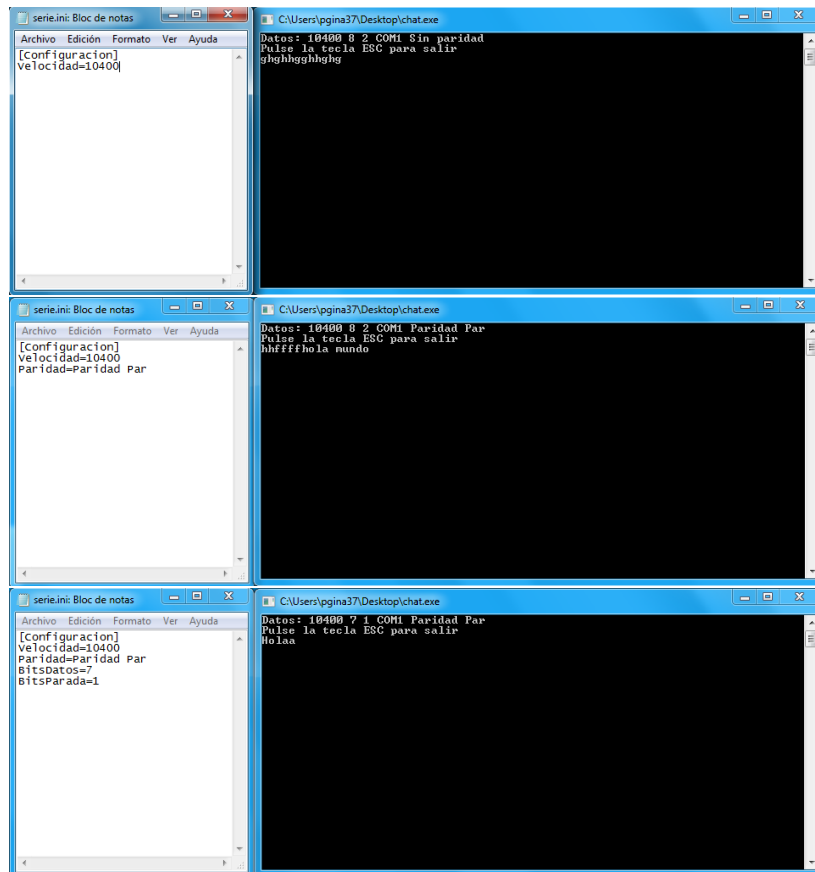 serie.ini: Bloc de notas
Archivo Edición Formato Ver Ayuda
[Configuracion]
Velocidad=10400
C:\Users\pgina37\Desktop\chat.exe
Datos: 10400 8 2 COM1 Sin paridad
Pulse la tecla ESC para salir
ghghhgghhghg
serie.ini: Bloc de notas
Archivo Edición Formato Ver Ayuda
[Configuracion]
Velocidad=10400
Paridad=Paridad Par
C:\Users\pgina37\Desktop\chat.exe
Datos: 10400 8 2 COM1 Paridad Par
Pulse la tecla ESC para salir
hhffffhola mundo
serie.ini: Bloc de notas
Archivo Edición Formato Ver Ayuda
[Configuracion]
Velocidad=10400
Paridad=Paridad Par
BitsDatos=7
BitsParada=1
C:\Users\pgina37\Desktop\chat.exe
Datos: 10400 7 1 COM1 Paridad Par
Pulse la tecla ESC para salir
Holaa